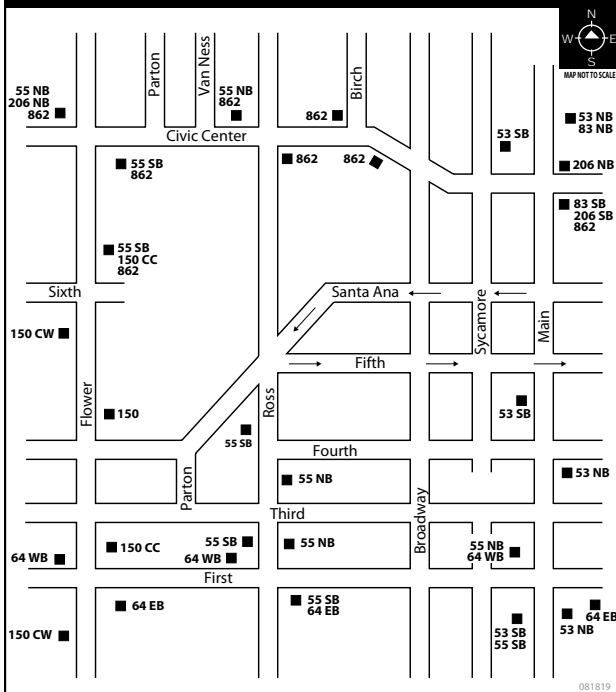 N
W E
S
MAP NOT TO SCALE
Parton
Van Ness
Birch
55 NB
206 NB
862
55 NB
862
862
53 NB
83 NB
53 SB
Civic Center
55 SB
862
862
862
206 NB
83 SB
206 SB
862
55 SB
150 CC
862
Sixth
Santa Ana
Sycamore
Main
150 CW
Fifth
Flower
Ross
150
53 SB
55 SB
Fourth
Parton
55 NB
53 NB
Third
Broadway
150 CC
55 SB
64 WB
55 NB
55 NB
64 WB
64 WB
First
64 EB
55 SB
64 EB
64 EB
53 NB
150 CW
53 SB
55 SB
081819